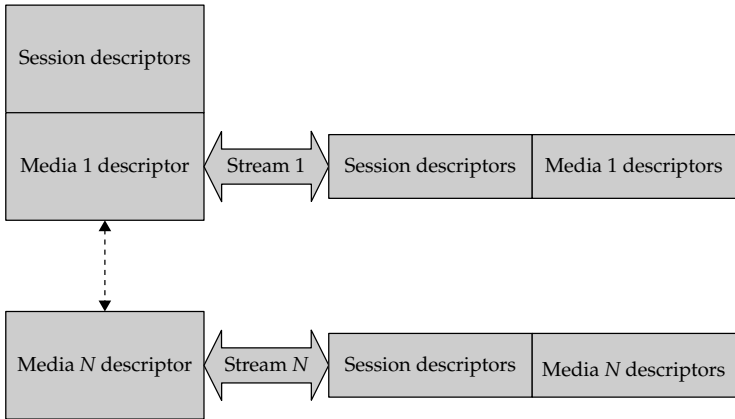 Session descriptors
Media 1 descriptor
Stream 1
Session descriptors
Media 1 descriptors
Media N descriptor
Stream N
Session descriptors
Media N descriptors